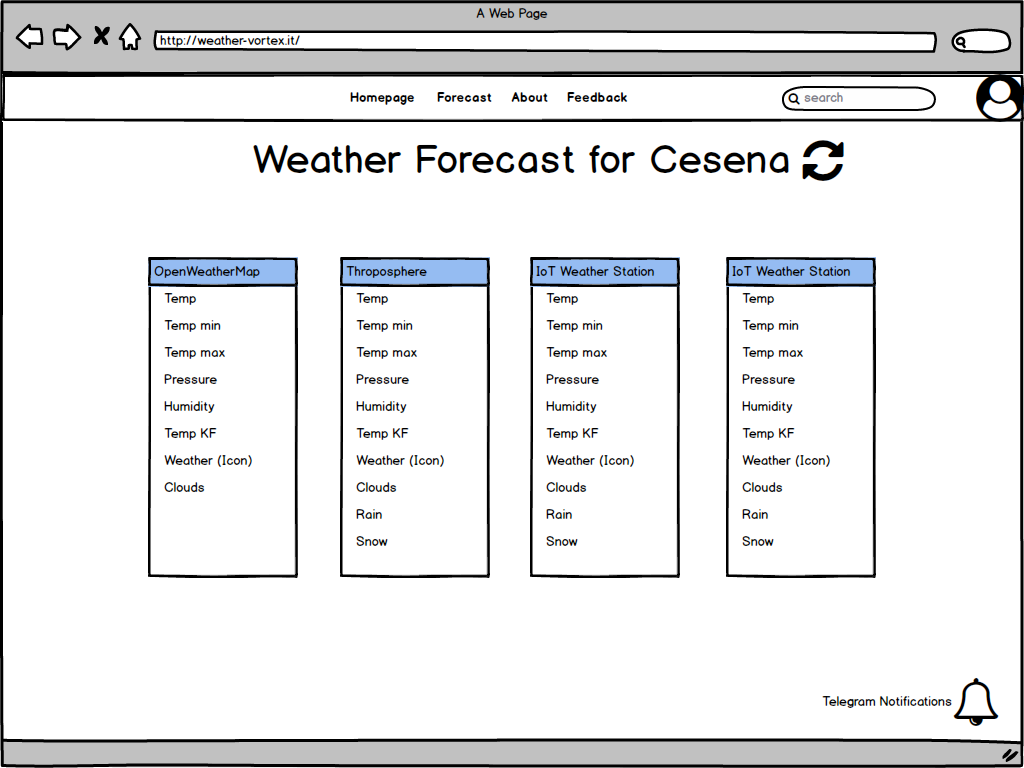 A Web Page
http://weather-vortex.it/
Homepage Forecast About Feedback search
Weather Forecast for Cesena
OpenWeatherMap
Temp
Temp min
Temp max
Pressure
Humidity
Temp KF
Weather (Icon)
Clouds
Throposphere
Temp
Temp min
Temp max
Pressure
Humidity
Temp KF
Weather (Icon)
Clouds
Rain
Snow
IoT Weather Station
Temp
Temp min
Temp max
Pressure
Humidity
Temp KF
Weather (Icon)
Clouds
Rain
Snow
IoT Weather Station
Temp
Temp min
Temp max
Pressure
Humidity
Temp KF
Weather (Icon)
Clouds
Rain
Snow
Telegram Notifications